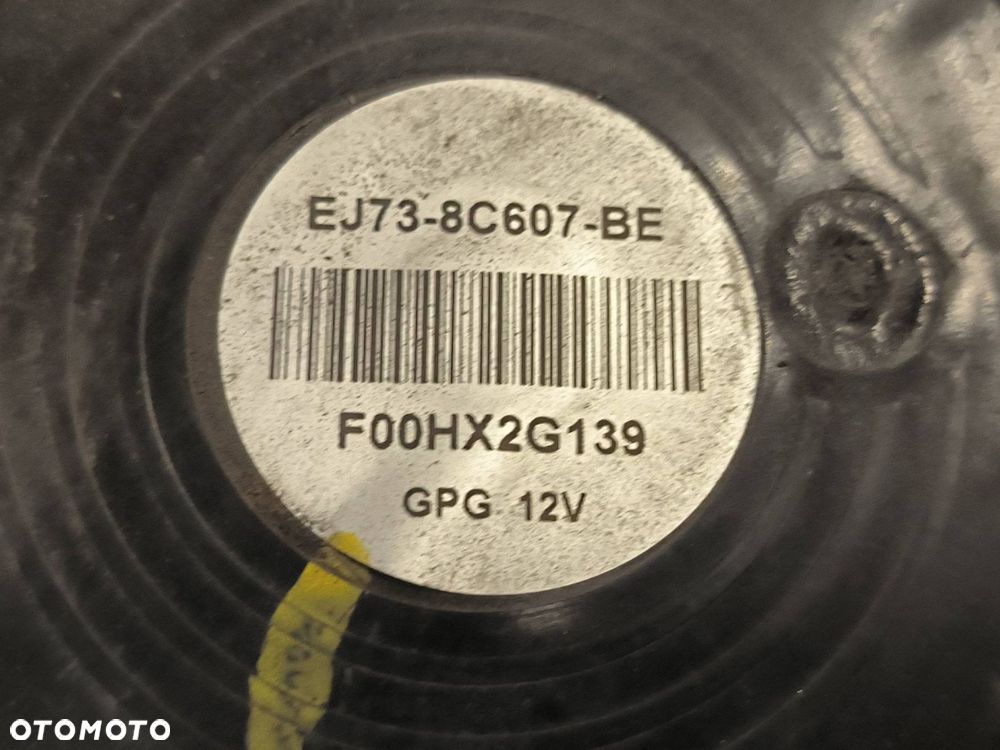 EJ73-8C607-BE
F00HX2G139
GPG 12V
OTOMOTO